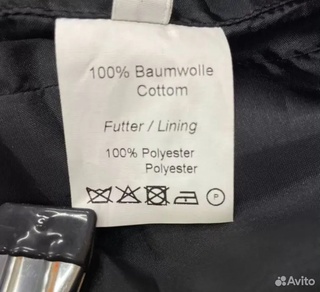 100% Baumwolle
Cottom
Futter / Lining
100% Polyester
Polyester
P
Avito